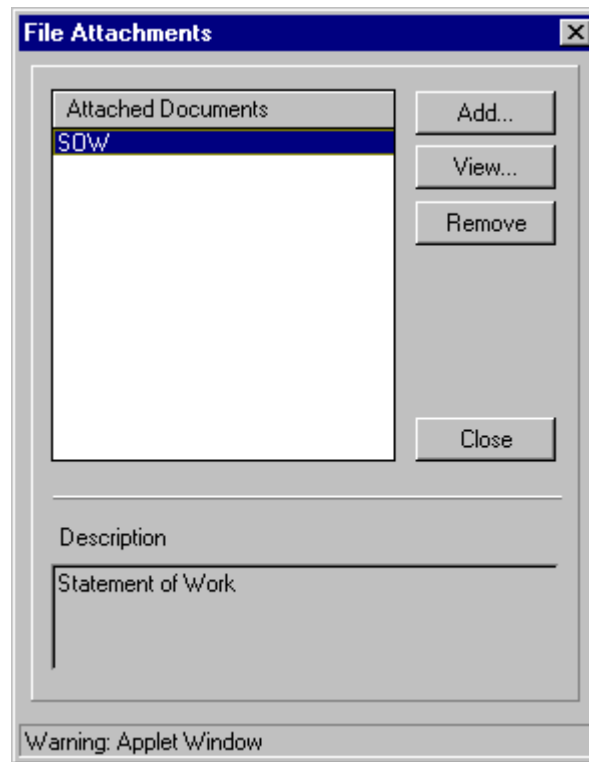 File Attachments
Attached Documents
SOW
Add...
View...
Remove
Close
Description
Statement of Work
Warning: Applet Window